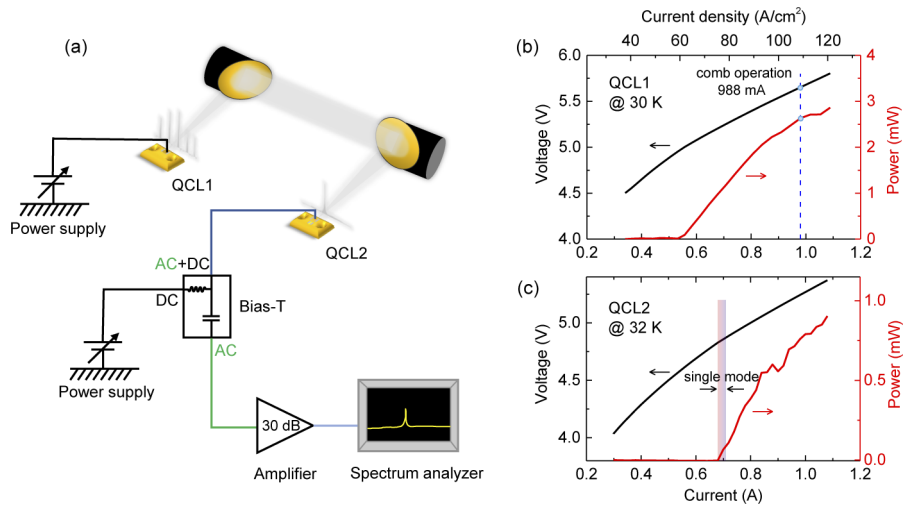 (a)
QCL1
Power supply
QCL2
AC+DC
DC
Bias-T
AC
Power supply
30 dB
Amplifier
Spectrum analyzer
Current density (A/cm²)
40 60 80 100 120
(b)
QCL1
@ 30 K
comb operation
988 mA
6.0
5.5
5.0
4.5
4.0
Voltage (V)
4
3
2
1
0
Power (mW)
0.2 0.4 0.6 0.8 1.0 1.2
(c)
QCL2
@ 32 K
single mode
5.0
4.5
4.0
Voltage (V)
1.0
0.5
0.0
Power (mW)
0.2 0.4 0.6 0.8 1.0 1.2
Current (A)